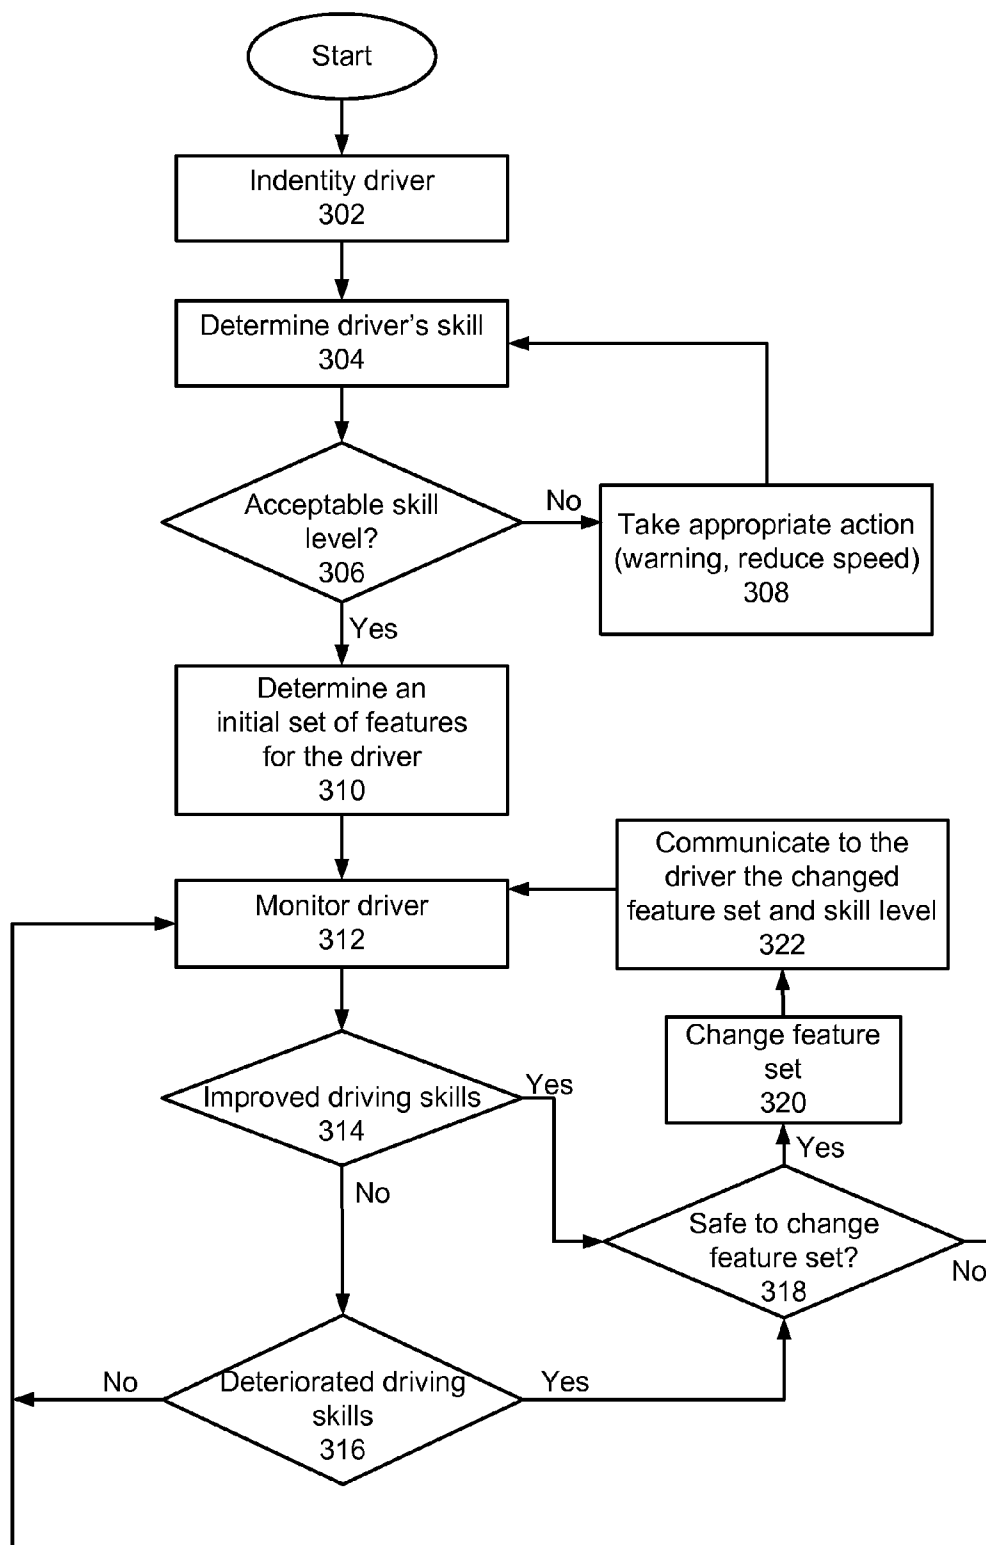 Start
Indentity driver
302
Determine driver's skill
304
Acceptable skill
level?
306
No
Take appropriate action
(warning, reduce speed)
308
Yes
Determine an
initial set of features
for the driver
310
Communicate to the
driver the changed
feature set and skill level
322
Monitor driver
312
Change feature
set
320
Improved driving skills
314
Yes
Yes
No
Safe to change
feature set?
318
No
Deteriorated driving
skills
316
No
Yes